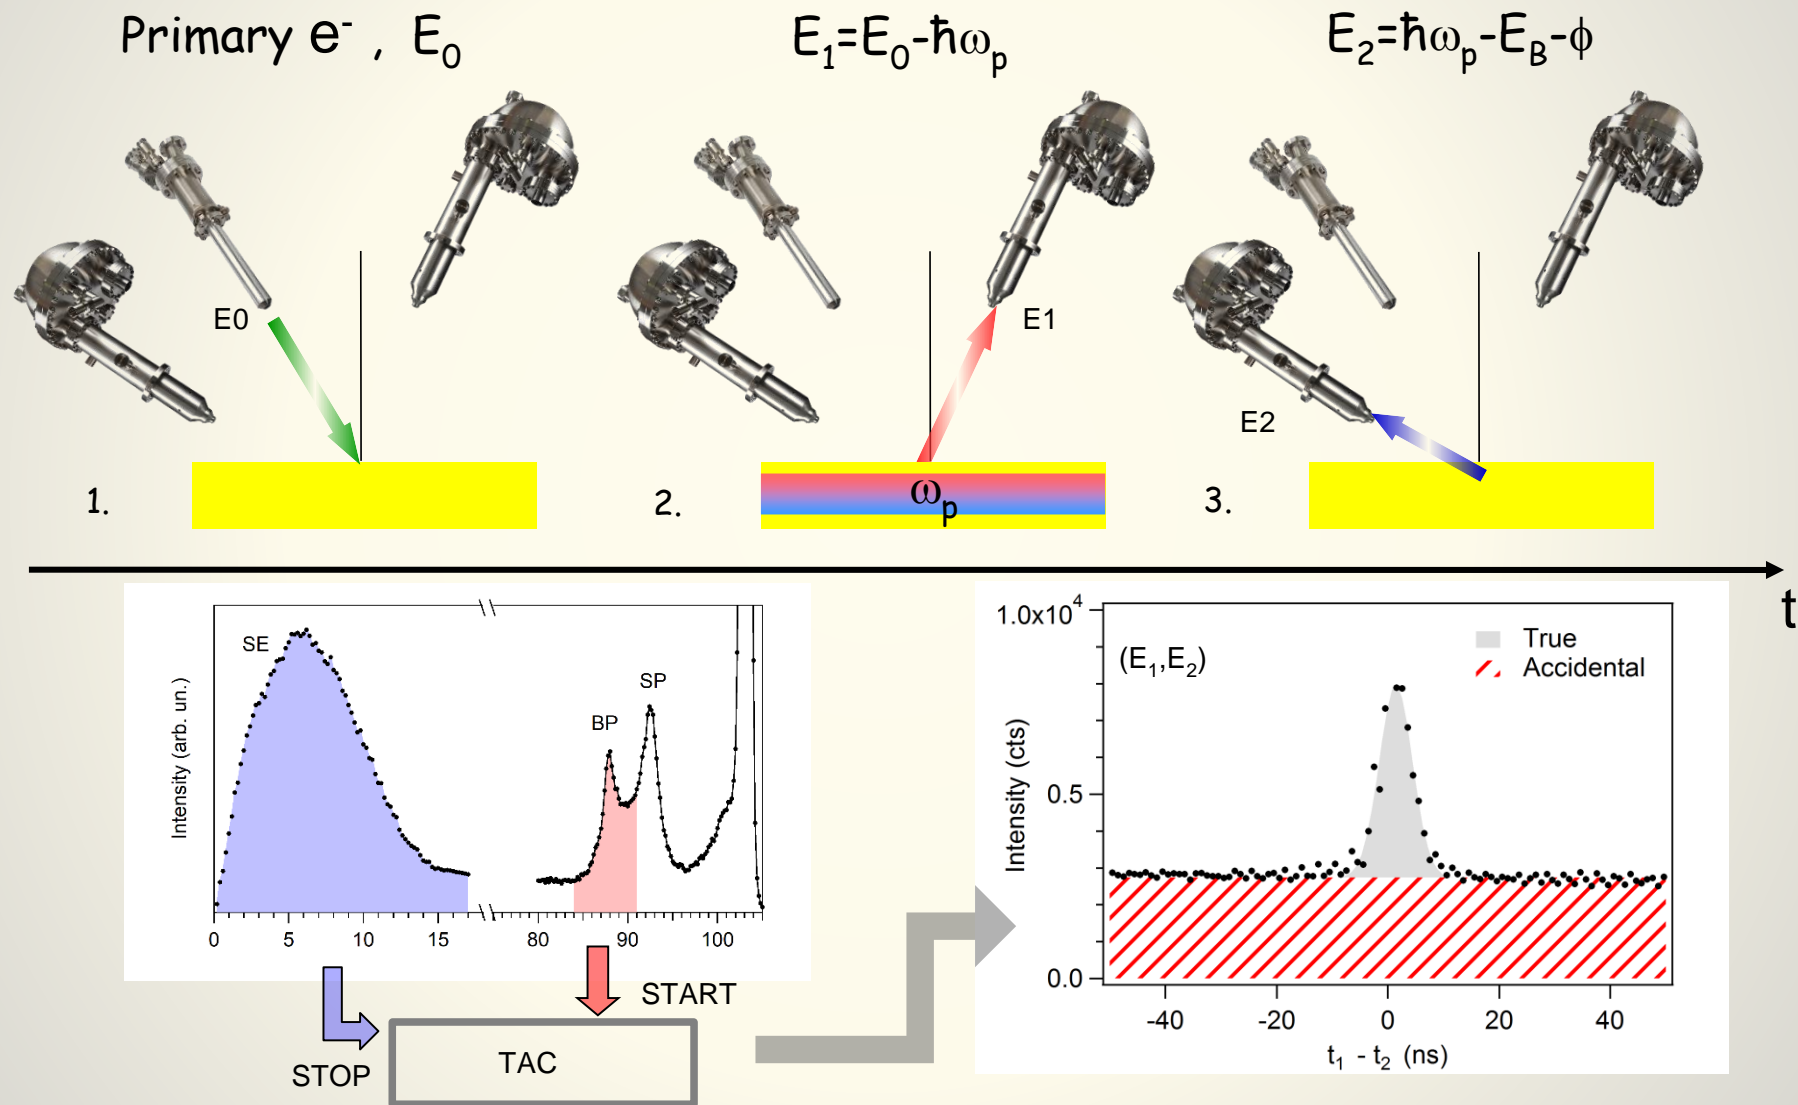 Primary e⁻ , E₀
E₁=E₀-ħωₚ
E₂=ħωₚ-E_B-ϕ
E0
E1
E2
1.
2.
ωₚ
3.
t
Intensity (arb. un.)
SE
BP
SP
0 5 10 15 80 90 100
START
STOP
TAC
Intensity (cts)
1.0x10⁴
0.5
0.0
(E₁,E₂)
True
Accidental
-40 -20 0 20 40
t₁ - t₂ (ns)